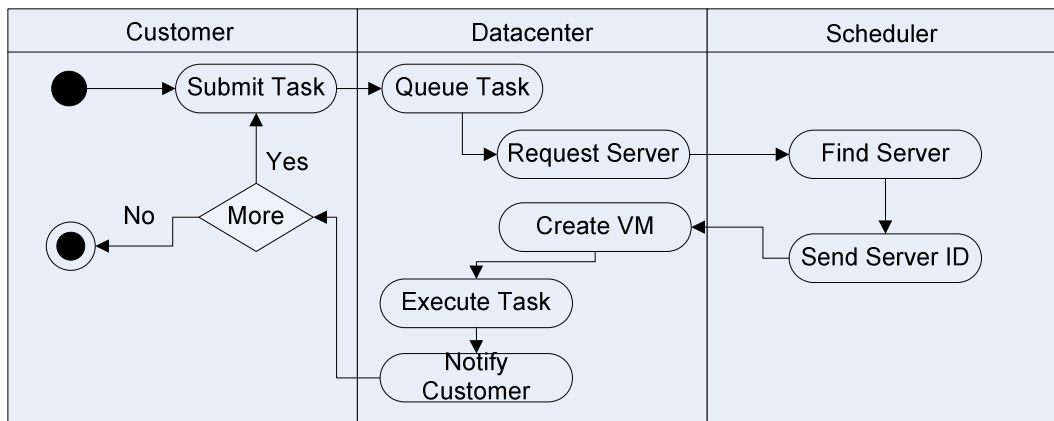 Customer
Datacenter
Scheduler
Submit Task
Queue Task
Request Server
Find Server
Yes
No
More
Create VM
Send Server ID
Execute Task
Notify
Customer